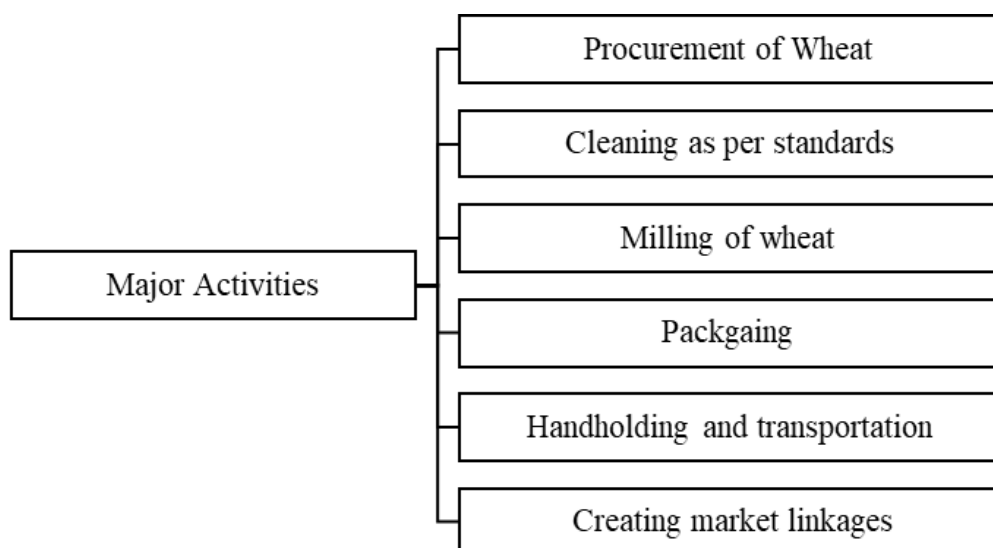 Major Activities
Procurement of Wheat
Cleaning as per standards
Milling of wheat
Packgaing
Handholding and transportation
Creating market linkages